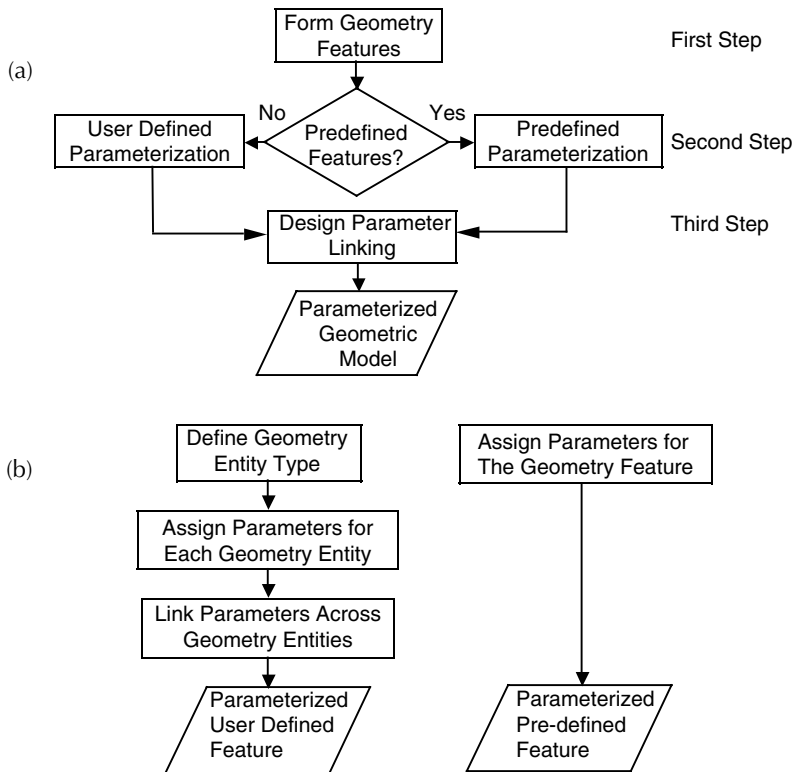 (a)
Form Geometry
Features
First Step
No
Yes
User Defined
Parameterization
Predefined
Features?
Predefined
Parameterization
Second Step
Design Parameter
Linking
Third Step
Parameterized
Geometric
Model
(b)
Define Geometry
Entity Type
Assign Parameters for
Each Geometry Entity
Link Parameters Across
Geometry Entities
Parameterized
User Defined
Feature
Assign Parameters for
The Geometry Feature
Parameterized
Pre-defined
Feature